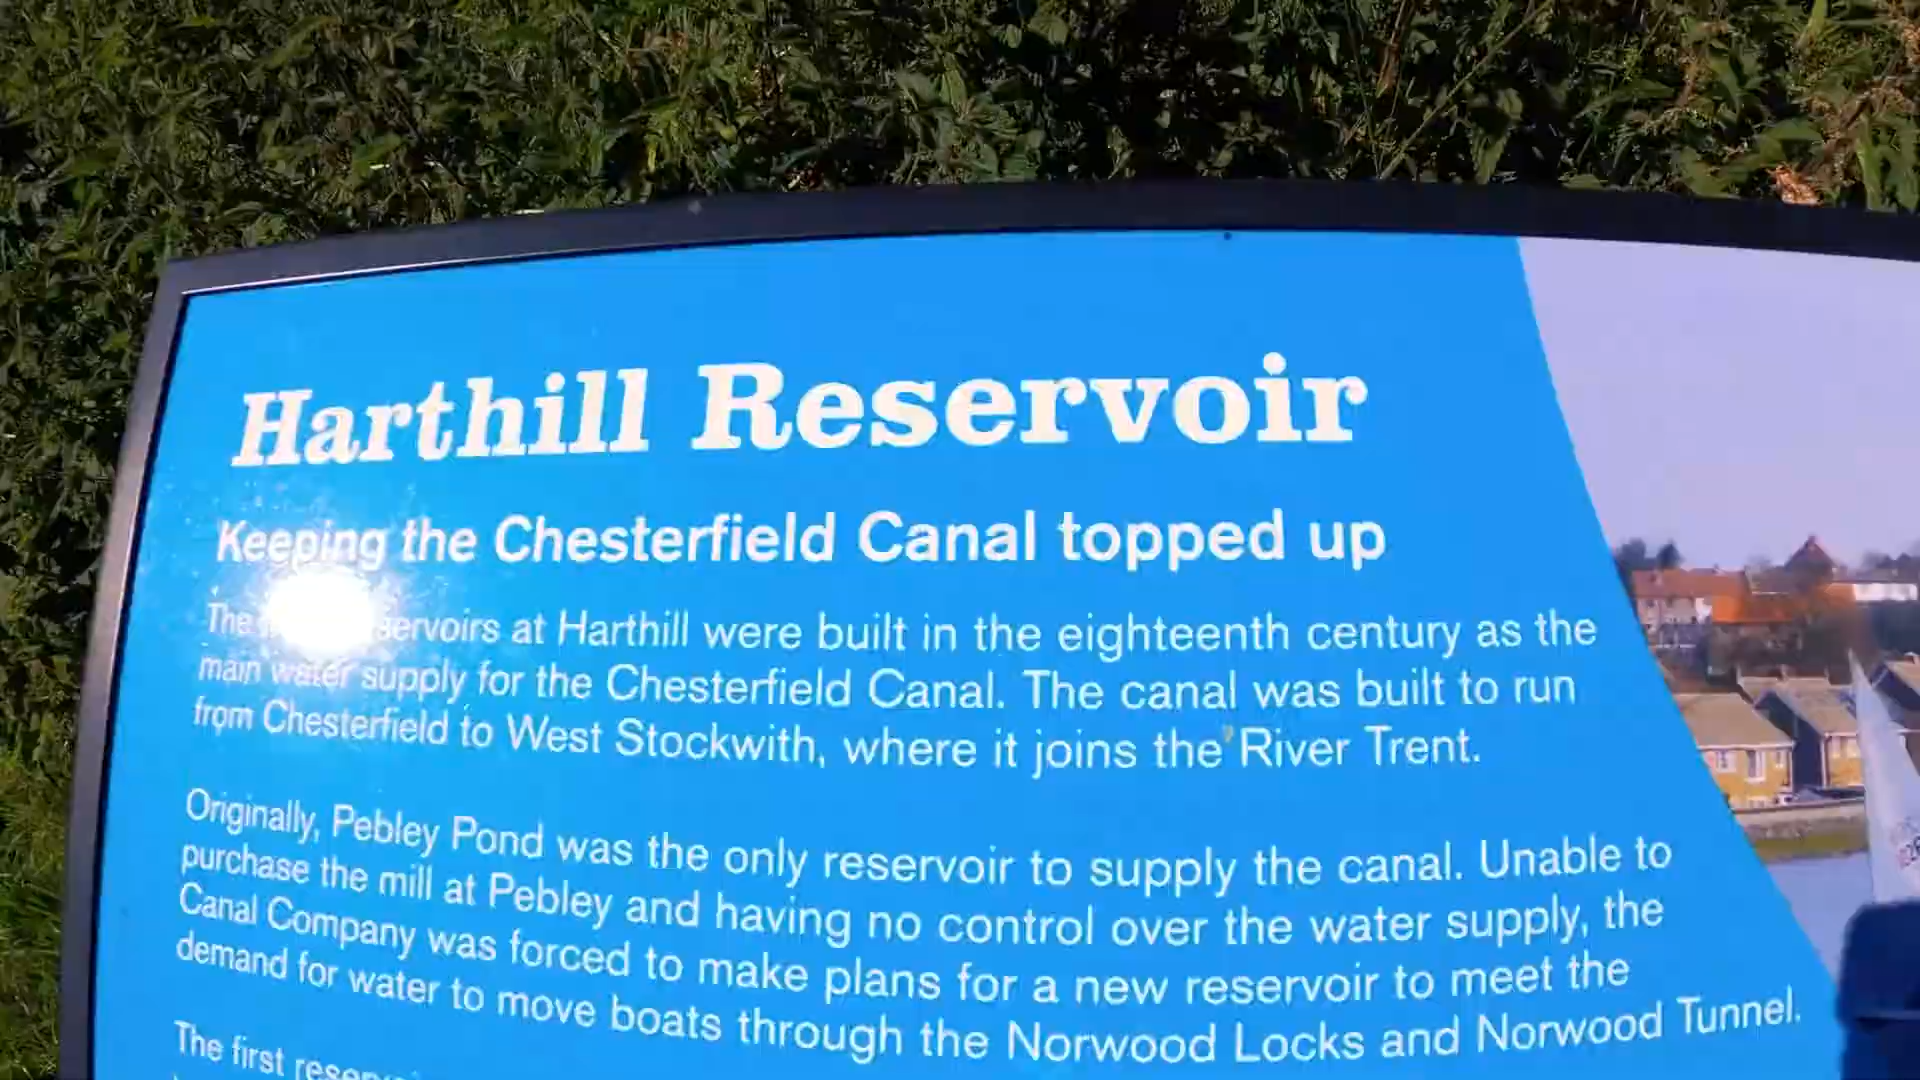 Harthill Reservoir
Keeping the Chesterfield Canal topped up
The reservoirs at Harthill were built in the eighteenth century as the
main water supply for the Chesterfield Canal. The canal was built to run
from Chesterfield to West Stockwith, where it joins the River Trent.
Originally, Pebley Pond was the only reservoir to supply the canal. Unable to
purchase the mill at Pebley and having no control over the water supply, the
Canal Company was forced to make plans for a new reservoir to meet the
demand for water to move boats through the Norwood Locks and Norwood Tunnel.
The first